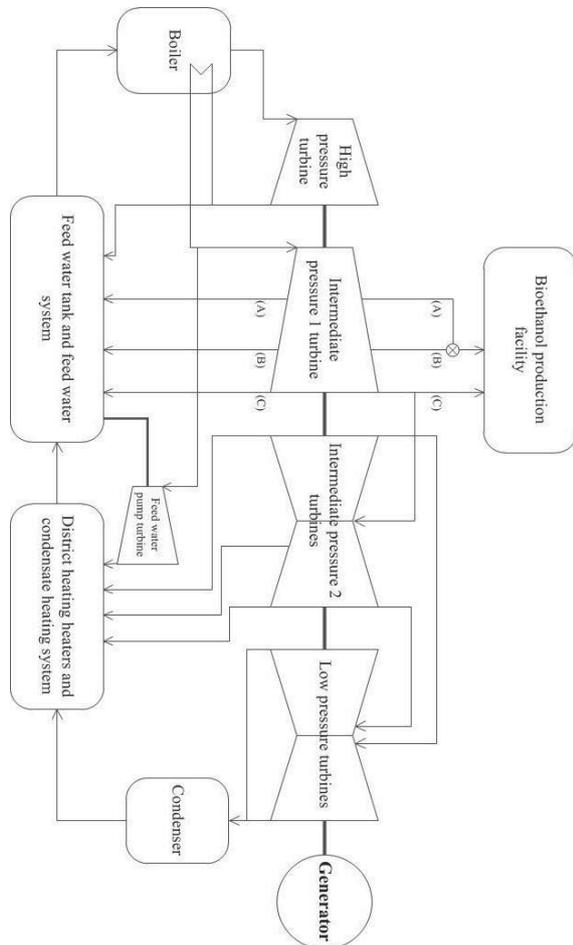 Boiler
High
pressure
turbine
Intermediate
pressure 1 turbine
Bioethanol production
facility
(A)
(B)
(C)
(A)
(B)
(C)
Feed water tank and feed water
system
Feed water
pump turbine
Intermediate pressure 2
turbines
District heating heaters and
condensate heating system
Low pressure turbines
Condenser
Generator